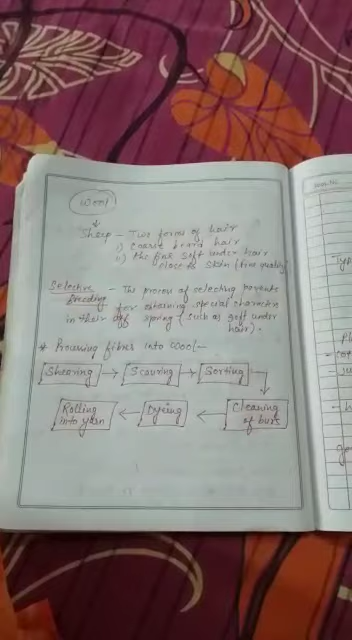 Wool
Sheep - Two forms of hair
i) Coarse beard hair
ii) The fine soft under hair
close to skin (fine quality)
Selective Breeding - The process of selecting parents
for obtaining special characters
in their off spring (such as soft under
hair).
* Processing fibres into wool :-
Shearing → Scouring → Sorting
Rolling into yarn ← Dyeing ← Cleaning of burs